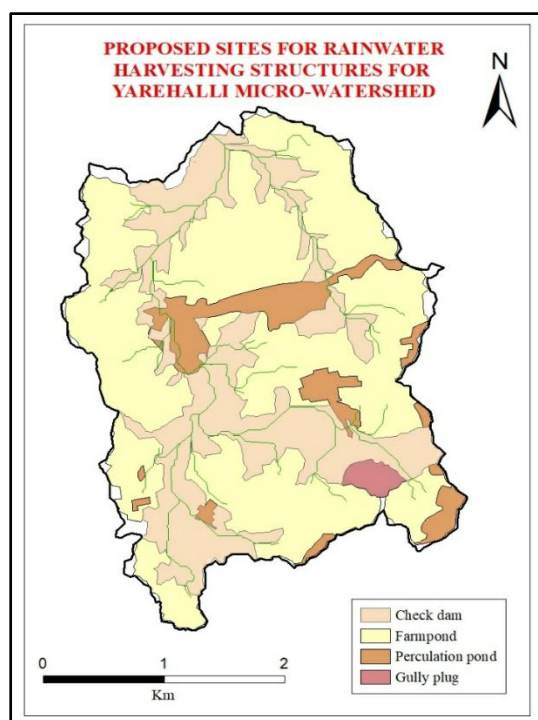 PROPOSED SITES FOR RAINWATER
HARVESTING STRUCTURES FOR
YAREHALLI MICRO-WATERSHED
N
Check dam
Farmpond
Perculation pond
Gully plug
0 1 2
Km